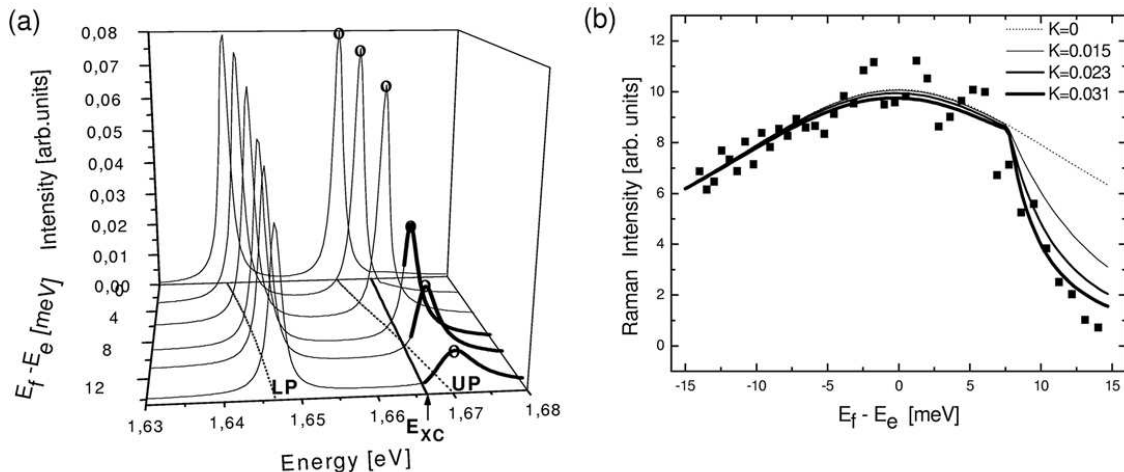 (a)
0,08
0,07
0,06
0,05
0,04
0,03
0,02
0,01
0,00
Intensity [arb.units]
0
4
8
12
E_f - E_e [meV]
LP
UP
1,63
1,64
1,65
1,66
1,67
1,68
E_XC
Energy [eV]
(b)
K=0
K=0.015
K=0.023
K=0.031
12
10
8
6
4
2
0
Raman Intensity [arb. units]
-15
-10
-5
0
5
10
15
E_f - E_e [meV]